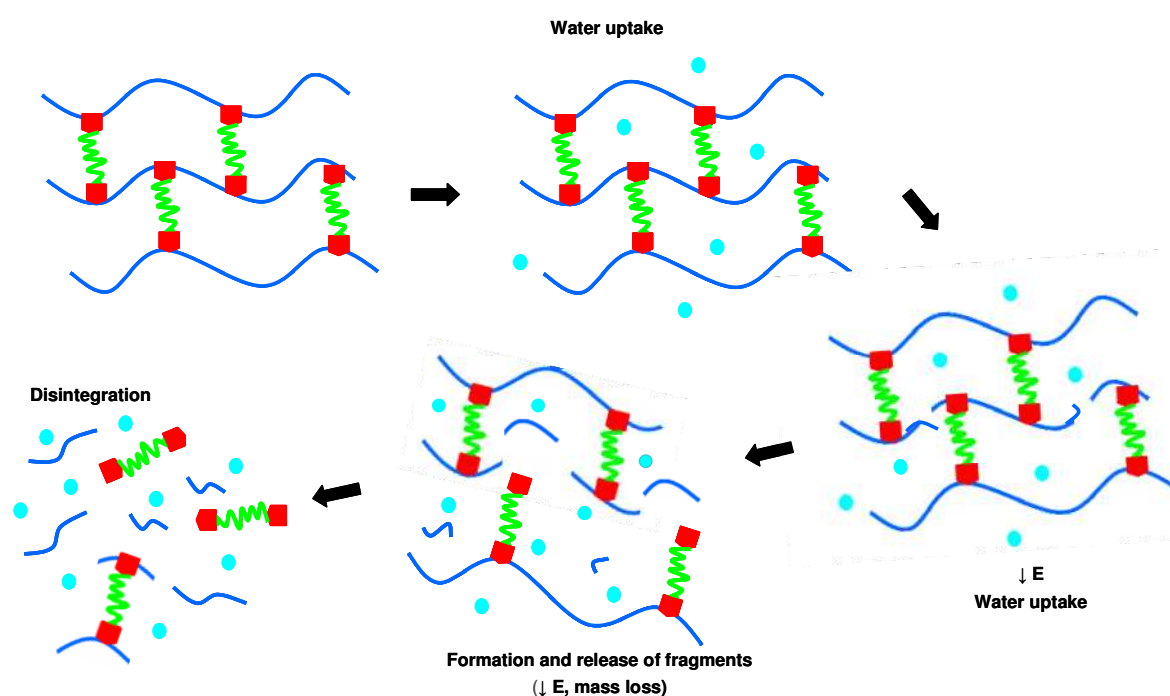 Water uptake
Disintegration
↓ E
Water uptake
Formation and release of fragments
(↓ E, mass loss)